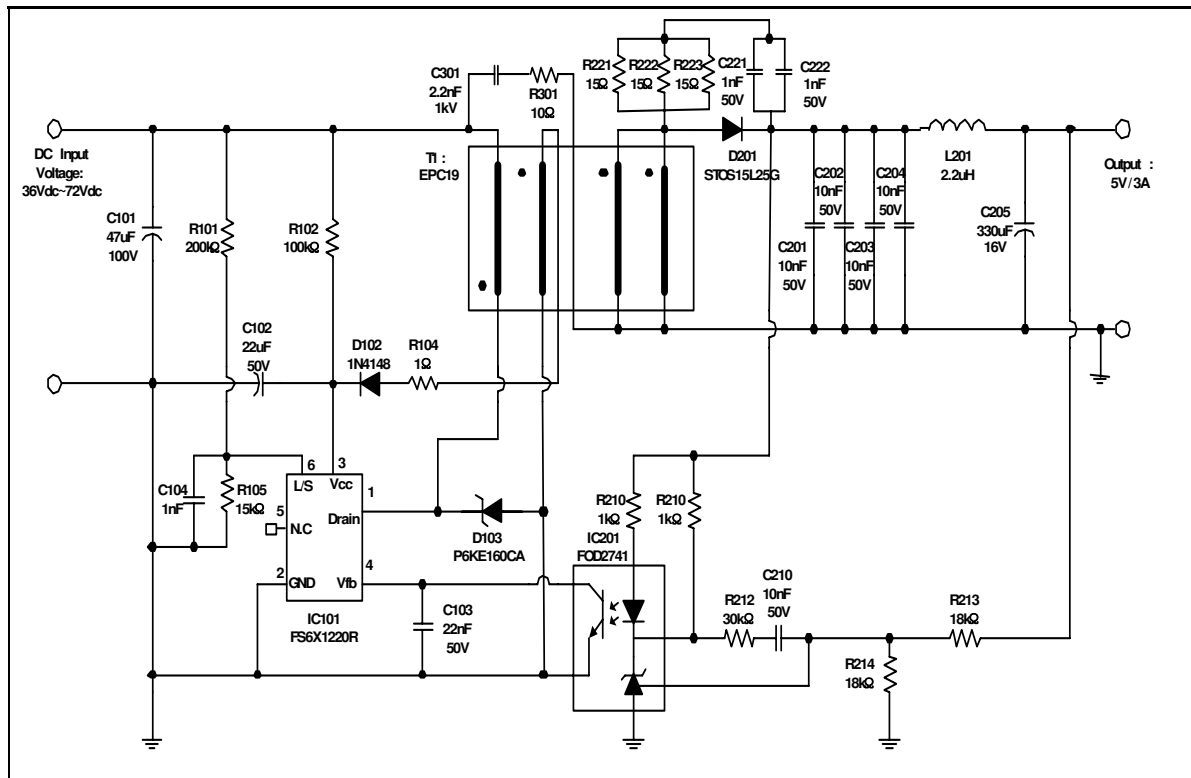 R221
15Ω
R222
15Ω
R223
15Ω
C221
1nF
50V
C222
1nF
50V
C301
2.2nF
1kV
R301
10Ω
DC Input
Voltage:
36Vdc~72Vdc
T1 :
EPC19
D201
STOS15L25G
L201
2.2uH
Output :
5V/3A
C101
47uF
100V
R101
200kΩ
R102
100kΩ
C202
10nF
50V
C204
10nF
50V
C201
10nF
50V
C203
10nF
50V
C205
330uF
16V
C102
22uF
50V
D102
1N4148
R104
1Ω
C104
1nF
R105
15kΩ
6
L/S
3
Vcc
1
Drain
5
N.C
2
GND
4
Vfb
IC101
FS6X1220R
D103
P6KE160CA
C103
22nF
50V
R210
1kΩ
R210
1kΩ
IC201
FOD2741
R212
30kΩ
C210
10nF
50V
R213
18kΩ
R214
18kΩ